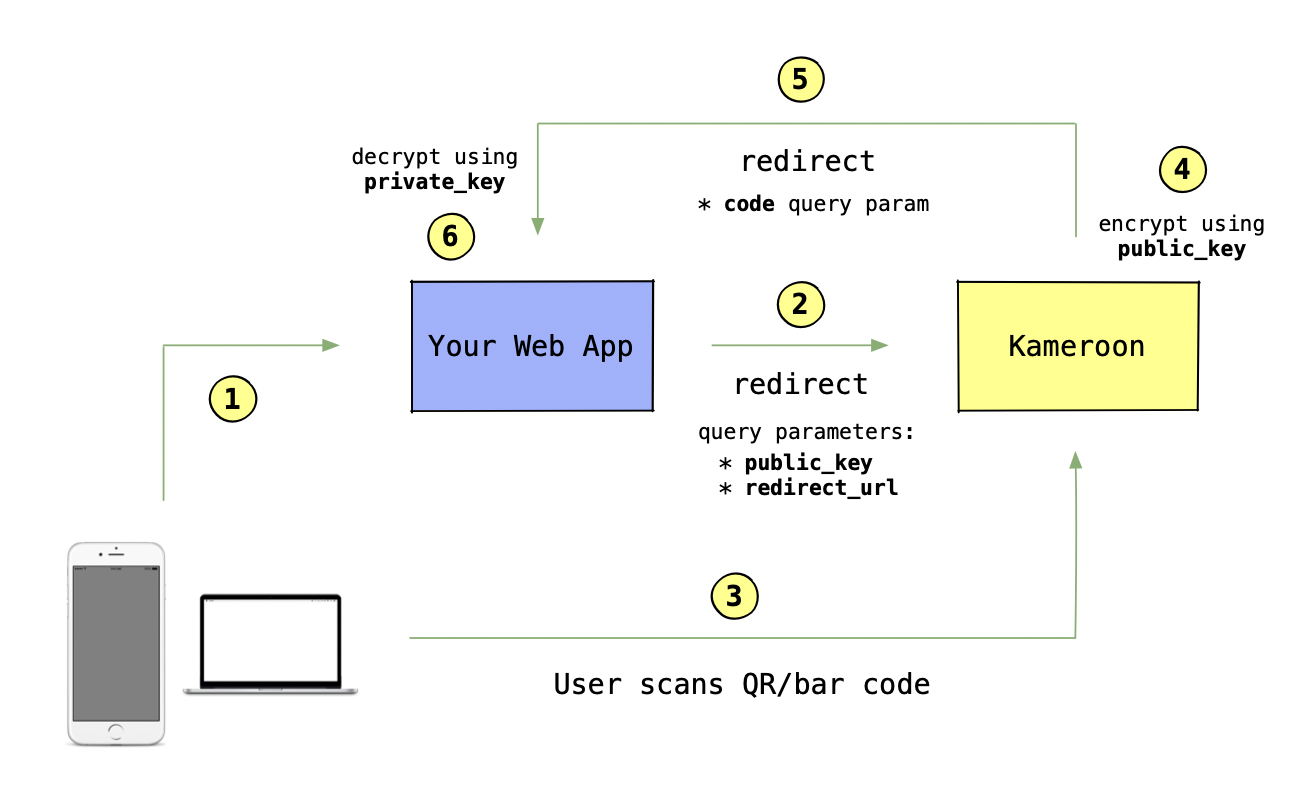 5
decrypt using
private_key
redirect
* code query param
4
encrypt using
public_key
6
2
Your Web App
Kameroon
redirect
1
query parameters:
* public_key
* redirect_url
3
User scans QR/bar code